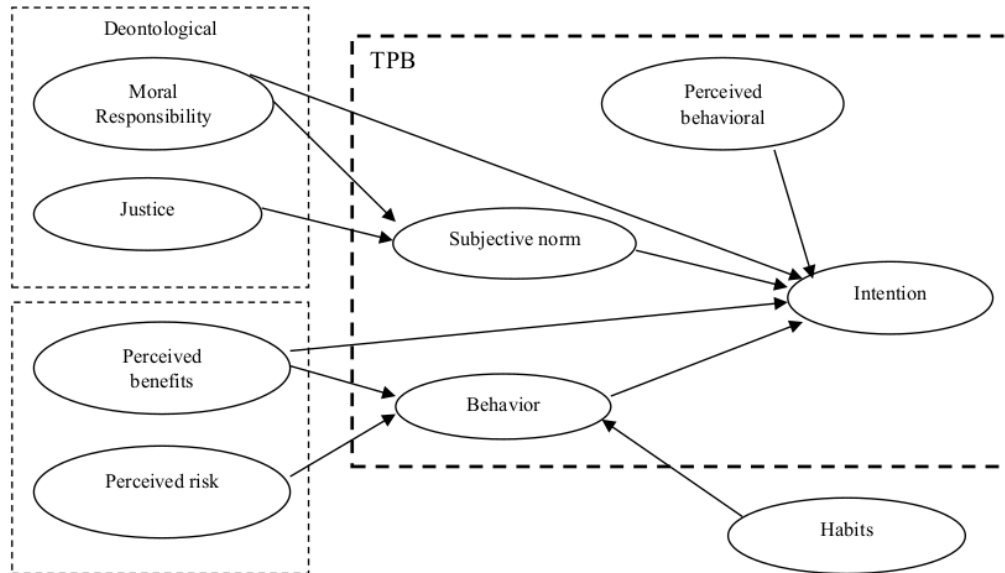 Deontological
Moral
Responsibility
Justice
TPB
Perceived
behavioral
Subjective norm
Intention
Perceived
benefits
Behavior
Perceived risk
Habits